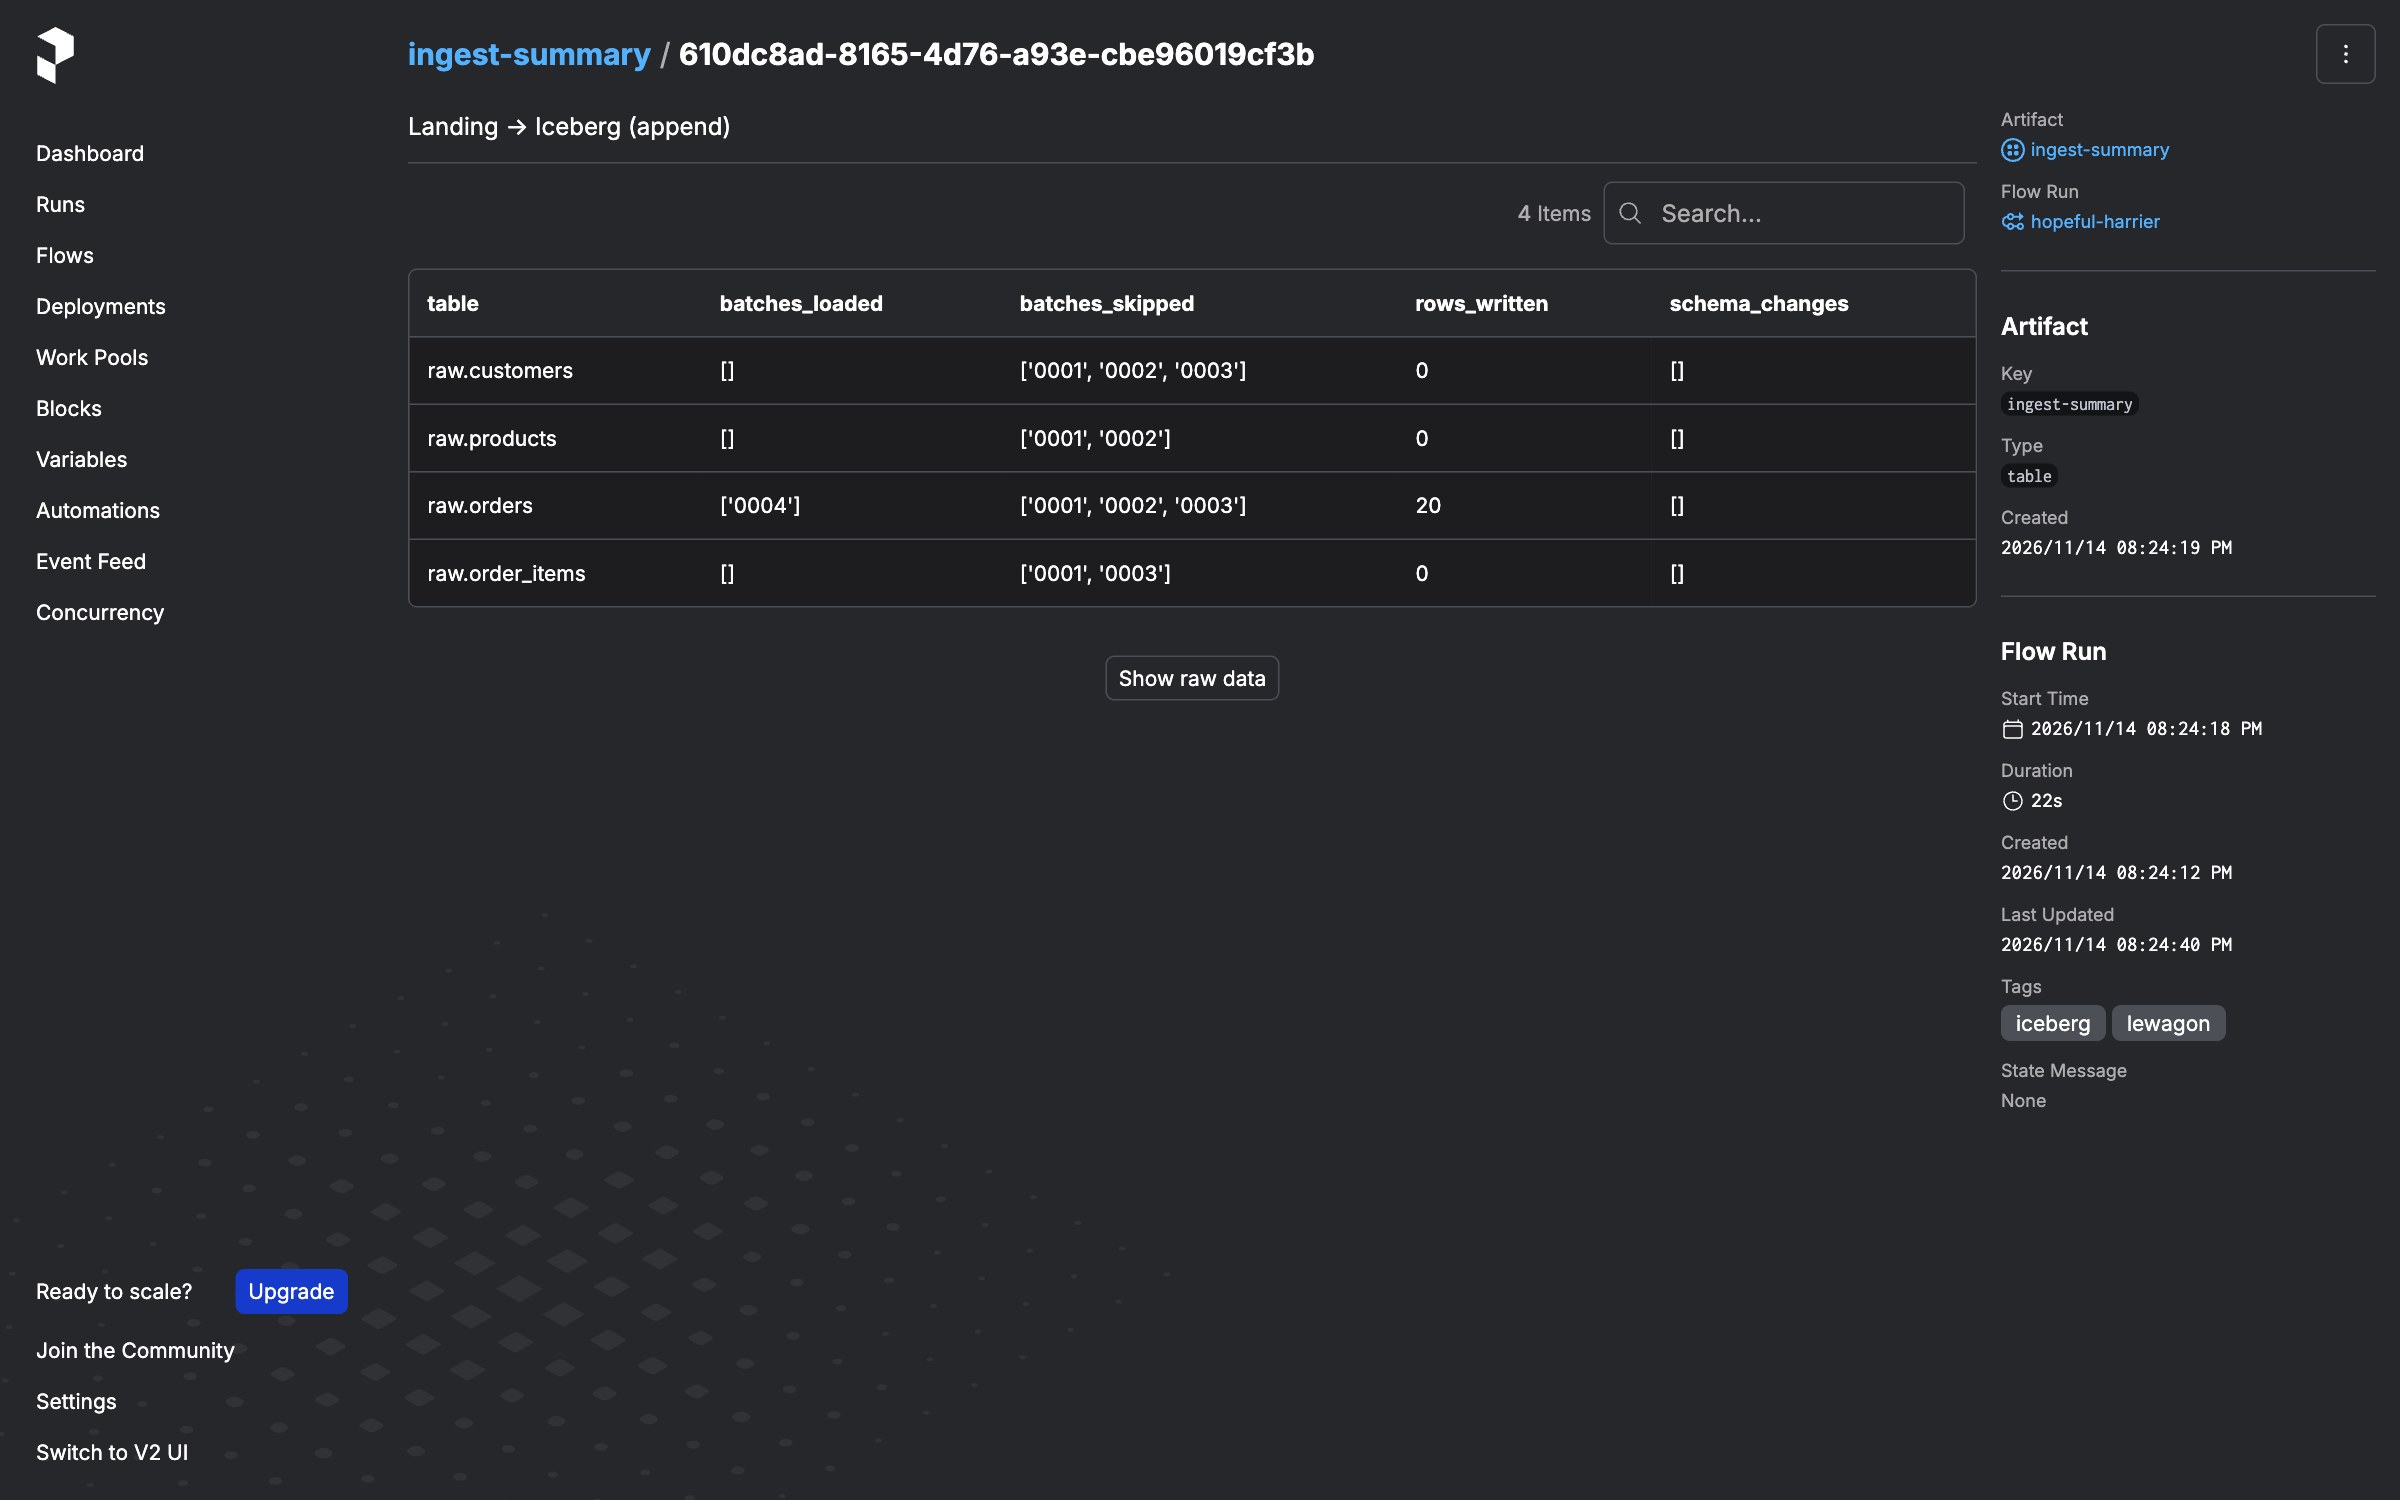 ingest-summary / 610dc8ad-8165-4d76-a93e-cbe96019cf3b
Landing → Iceberg (append)
Dashboard
Runs
Flows
Deployments
Work Pools
Blocks
Variables
Automations
Event Feed
Concurrency
4 Items
Search...
table batches_loaded batches_skipped rows_written schema_changes
raw.customers [] ['0001', '0002', '0003'] 0 []
raw.products [] ['0001', '0002'] 0 []
raw.orders ['0004'] ['0001', '0002', '0003'] 20 []
raw.order_items [] ['0001', '0003'] 0 []
Show raw data
Artifact
ingest-summary
Flow Run
hopeful-harrier
Artifact
Key
ingest-summary
Type
table
Created
2026/11/14 08:24:19 PM
Flow Run
Start Time
2026/11/14 08:24:18 PM
Duration
22s
Created
2026/11/14 08:24:12 PM
Last Updated
2026/11/14 08:24:40 PM
Tags
iceberg lewagon
State Message
None
Ready to scale? Upgrade
Join the Community
Settings
Switch to V2 UI